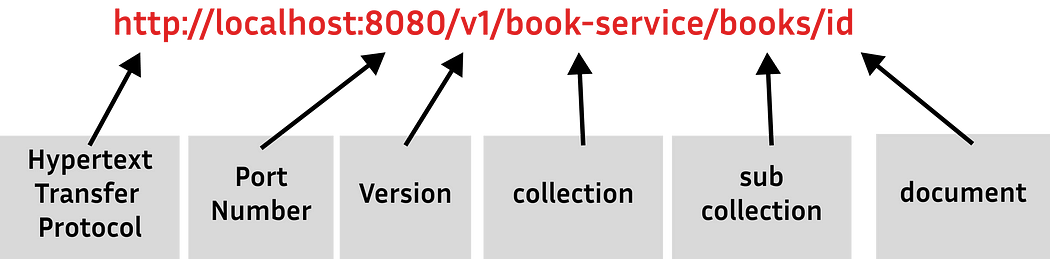 http://localhost:8080/v1/book-service/books/id
Hypertext
Transfer
Protocol
Port
Number
Version
collection
sub
collection
document